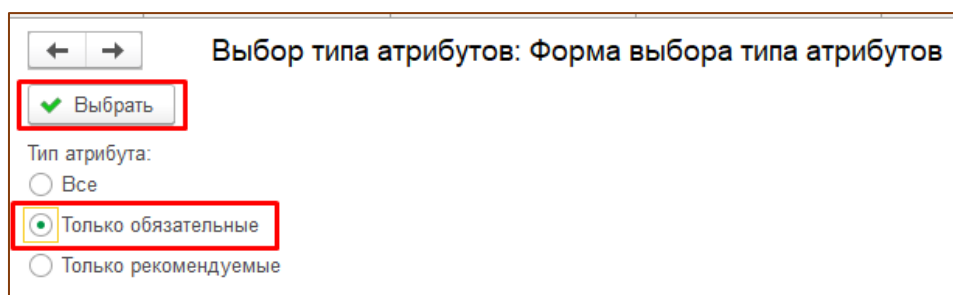 Выбор типа атрибутов: Форма выбора типа атрибутов
Выбрать
Тип атрибута:
Все
Только обязательные
Только рекомендуемые